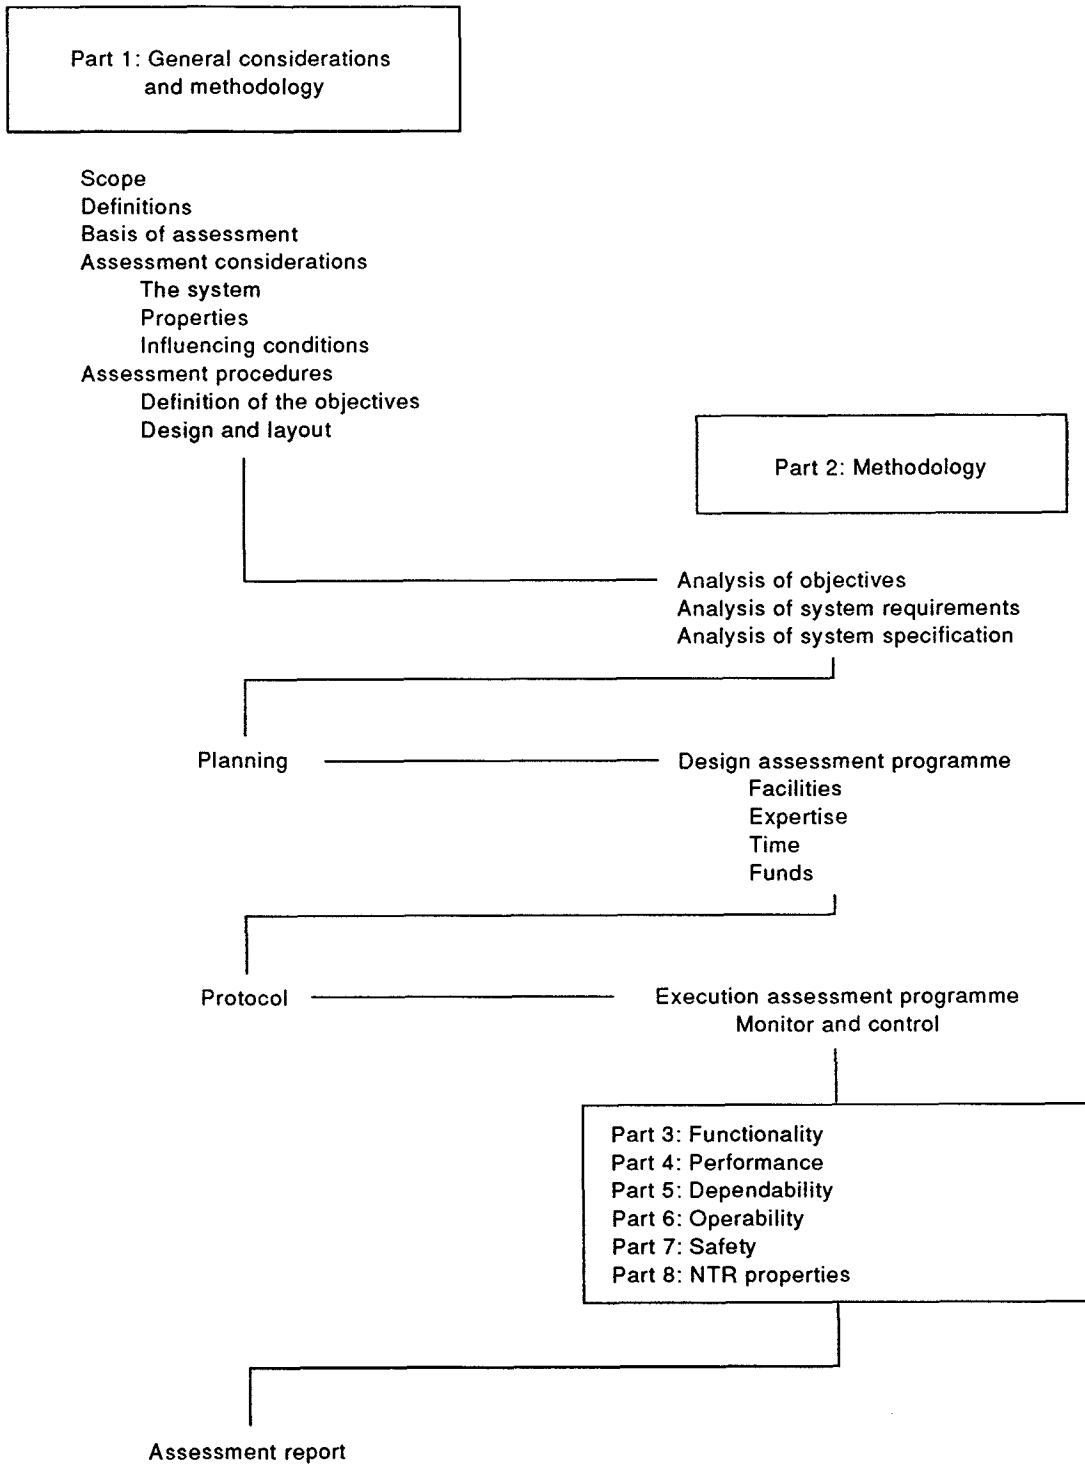 Part 1: General considerations
and methodology
Scope
Definitions
Basis of assessment
Assessment considerations
The system
Properties
Influencing conditions
Assessment procedures
Definition of the objectives
Design and layout
Part 2: Methodology
Analysis of objectives
Analysis of system requirements
Analysis of system specification
Planning
Design assessment programme
Facilities
Expertise
Time
Funds
Protocol
Execution assessment programme
Monitor and control
Part 3: Functionality
Part 4: Performance
Part 5: Dependability
Part 6: Operability
Part 7: Safety
Part 8: NTR properties
Assessment report